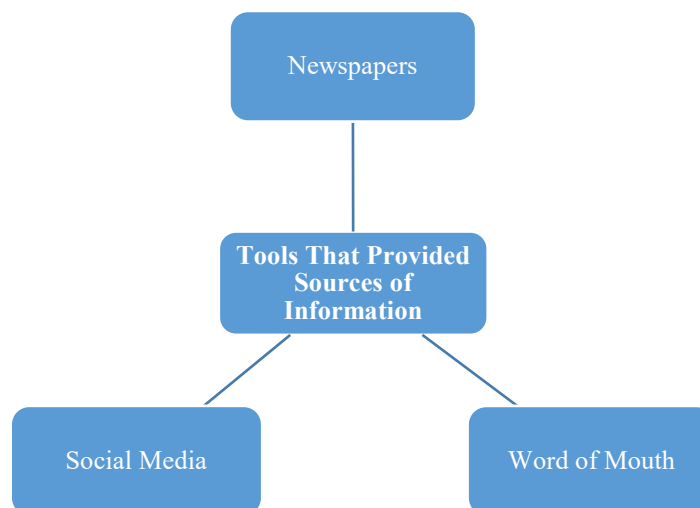 Newspapers
Tools That Provided
Sources of
Information
Social Media
Word of Mouth